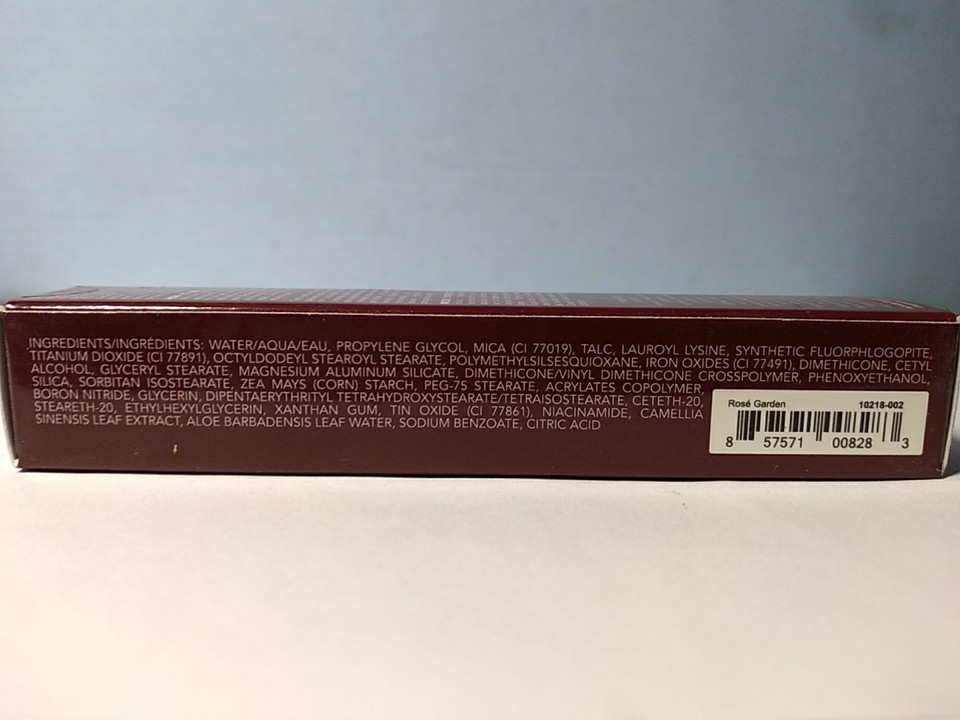 INGREDIENTS/INGRÉDIENTS: WATER/AQUA/EAU, PROPYLENE GLYCOL, MICA (CI 77019), TALC, LAUROYL LYSINE, SYNTHETIC FLUORPHLOGOPITE,
TITANIUM DIOXIDE (CI 77891), OCTYLDODEYL STEAROYL STEARATE, POLYMETHYLSILSESQUIOXANE, IRON OXIDES (CI 77491), DIMETHICONE, CETYL
ALCOHOL, GLYCERYL STEARATE, MAGNESIUM ALUMINUM SILICATE, DIMETHICONE/VINYL DIMETHICONE CROSSPOLYMER, PHENOXYETHANOL,
SILICA, SORBITAN ISOSTEARATE, ZEA MAYS (CORN) STARCH, PEG-75 STEARATE, ACRYLATES COPOLYMER,
BORON NITRIDE, GLYCERIN, DIPENTAERYTHRITYL TETRAHYDROXYSTEARATE/TETRAISOSTEARATE, CETETH-20,
STEARETH-20, ETHYLHEXYLGLYCERIN, XANTHAN GUM, TIN OXIDE (CI 77861), NIACINAMIDE, CAMELLIA
SINENSIS LEAF EXTRACT, ALOE BARBADENSIS LEAF WATER, SODIUM BENZOATE, CITRIC ACID
Rosé Garden 10218-002
8 57571 00828 3